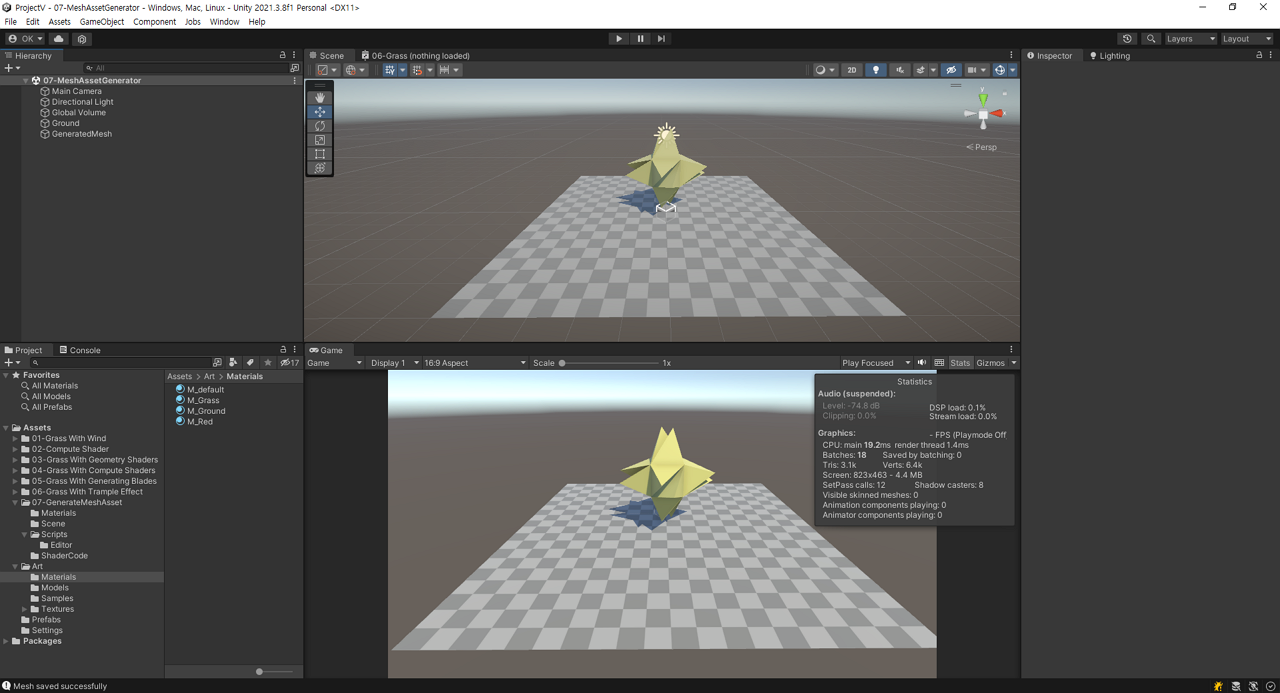 ProjectV - 07-MeshAssetGenerator - Windows, Mac, Linux - Unity 2021.3.8f1 Personal <DX11>
File Edit Assets GameObject Component Jobs Window Help
OK Layers Layout
Hierarchy
All
07-MeshAssetGenerator
Main Camera
Directional Light
Global Volume
Ground
GeneratedMesh
Scene 06-Grass (nothing loaded)
2D
y
Persp
Inspector Lighting
Project Console
17
Favorites
All Materials
All Models
All Prefabs
Assets
01-Grass With Wind
02-Compute Shader
03-Grass With Geometry Shaders
04-Grass With Compute Shaders
05-Grass With Generating Blades
06-Grass With Trample Effect
07-GenerateMeshAsset
Materials
Scene
Scripts
Editor
ShaderCode
Art
Materials
Models
Samples
Textures
Prefabs
Settings
Packages
Assets Art Materials
M_default
M_Grass
M_Ground
M_Red
Game
Game Display 1 16:9 Aspect Scale 1x Play Focused Stats Gizmos
Statistics
Audio (suspended):
Level: -74.8 dB DSP load: 0.1%
Clipping: 0.0% Stream load: 0.0%
Graphics: - FPS (Playmode Off
CPU: main 19.2ms render thread 1.4ms
Batches: 18 Saved by batching: 0
Tris: 3.1k Verts: 6.4k
Screen: 823x463 - 4.4 MB
SetPass calls: 12 Shadow casters: 8
Visible skinned meshes: 0
Animation components playing: 0
Animator components playing: 0
Mesh saved successfully